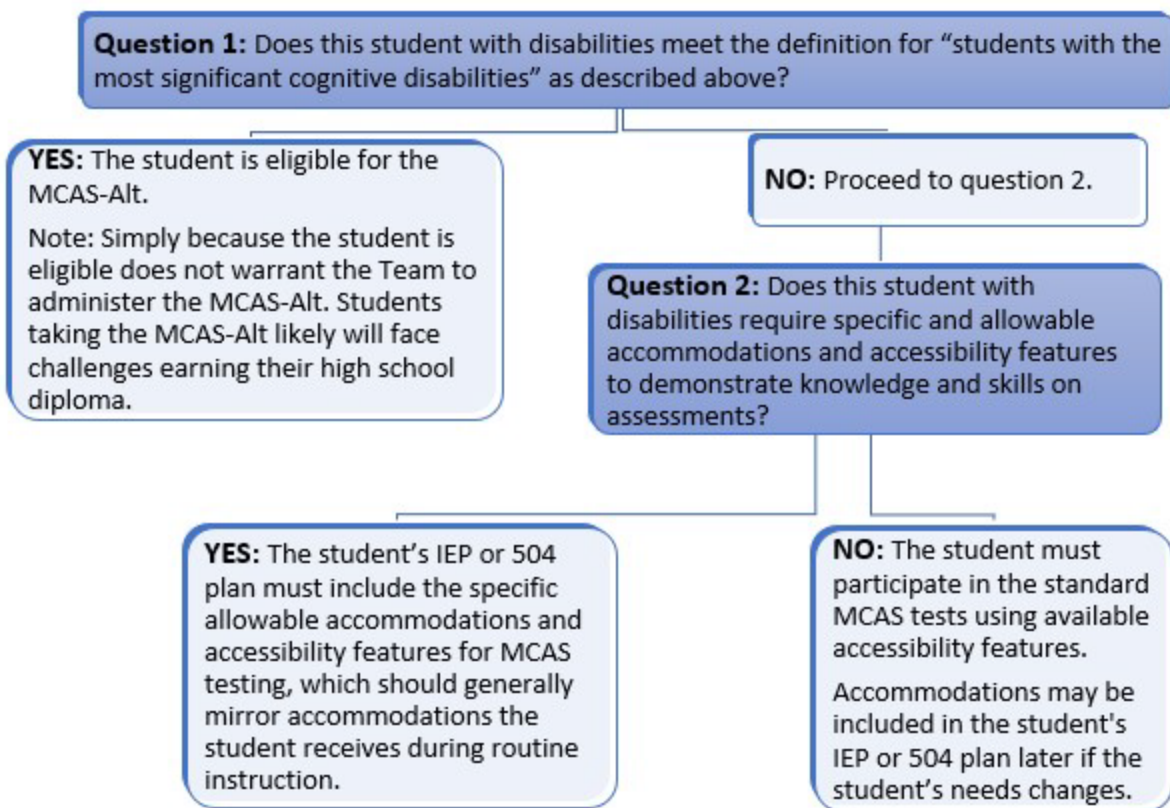 Question 1: Does this student with disabilities meet the definition for “students with the
most significant cognitive disabilities” as described above?
YES: The student is eligible for the
MCAS-Alt.
Note: Simply because the student is
eligible does not warrant the Team to
administer the MCAS-Alt. Students
taking the MCAS-Alt likely will face
challenges earning their high school
diploma.
NO: Proceed to question 2.
Question 2: Does this student with
disabilities require specific and allowable
accommodations and accessibility features
to demonstrate knowledge and skills on
assessments?
YES: The student’s IEP or 504
plan must include the specific
allowable accommodations and
accessibility features for MCAS
testing, which should generally
mirror accommodations the
student receives during routine
instruction.
NO: The student must
participate in the standard
MCAS tests using available
accessibility features.
Accommodations may be
included in the student's
IEP or 504 plan later if the
student’s needs changes.